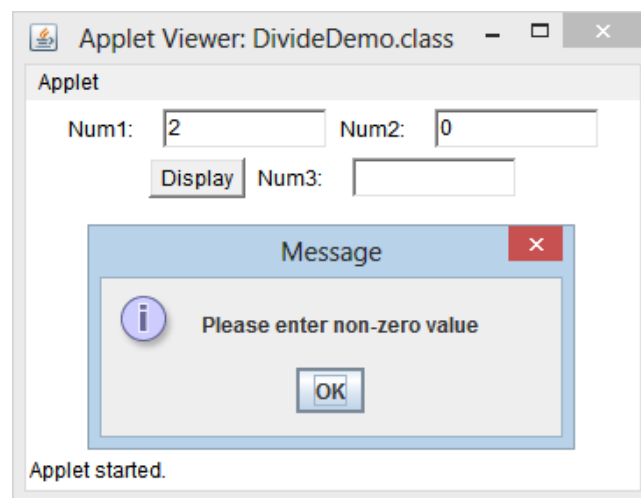 Applet Viewer: DivideDemo.class
Applet
Num1: 2 Num2: 0
Display Num3:
Message
i Please enter non-zero value
OK
Applet started.